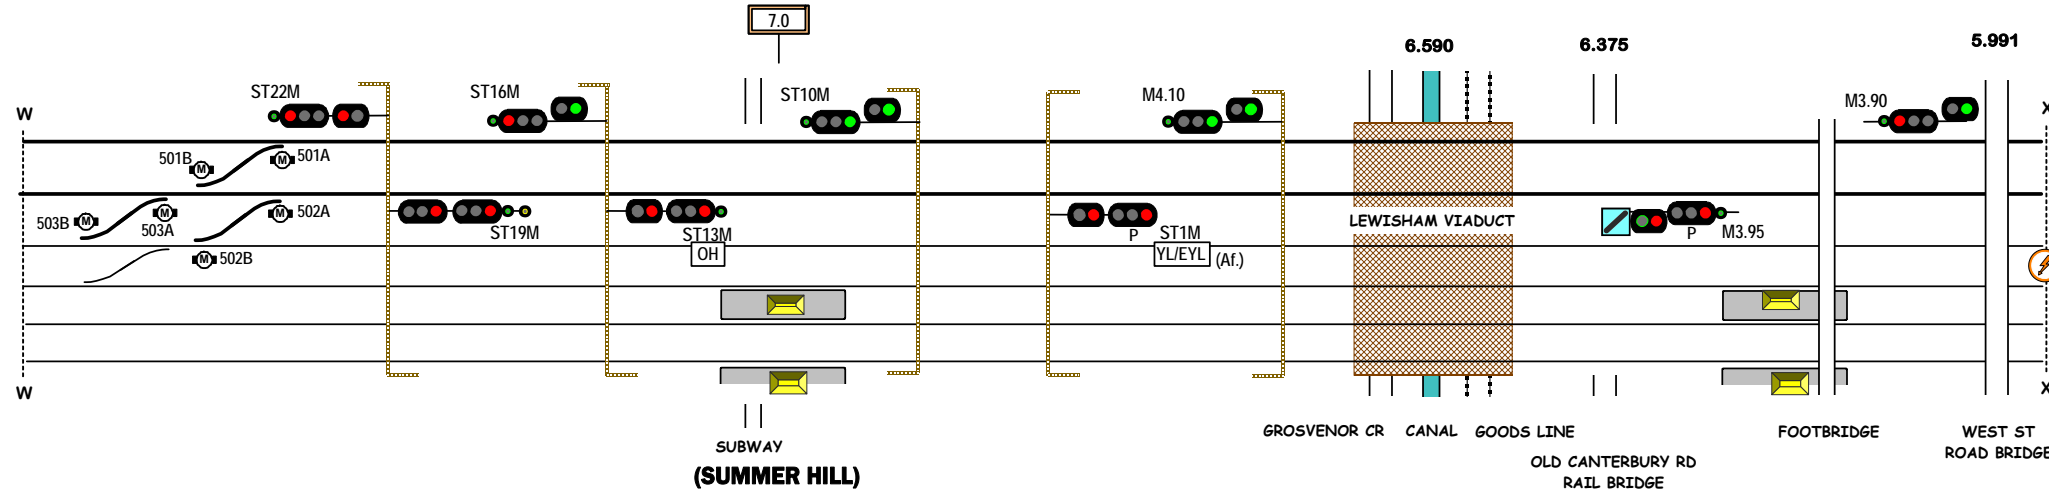 7.0
6.590
6.375
5.991
ST22M
ST16M
ST10M
M4.10
M3.90
W
X
501B
M
M
501A
503B
M
M
503A
M
502A
M
502B
ST19M
ST13M
OH
P
ST1M
YL/EYL
(Af.)
LEWISHAM VIADUCT
P
M3.95
W
X
SUBWAY
(SUMMER HILL)
GROSVENOR CR
CANAL
GOODS LINE
OLD CANTERBURY RD
RAIL BRIDGE
FOOTBRIDGE
WEST ST
ROAD BRIDGE